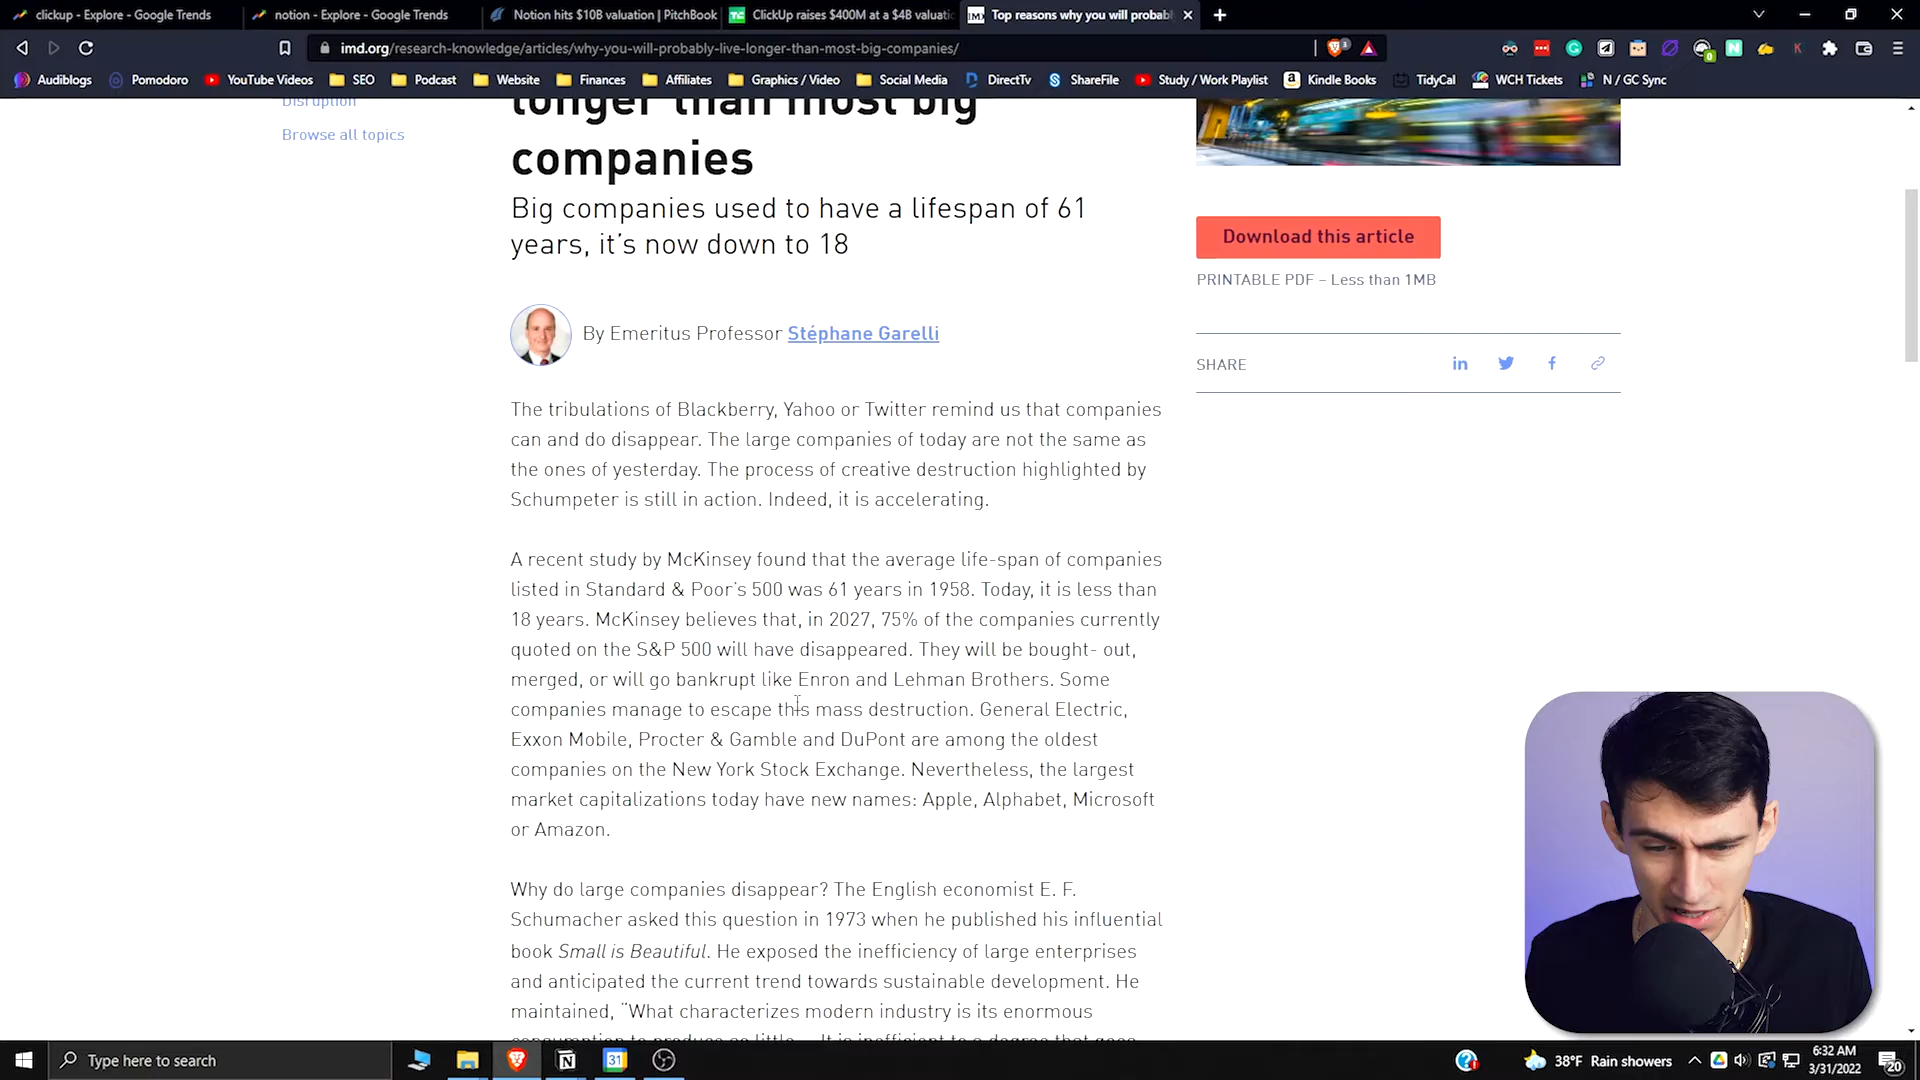 clickup - Explore - Google Trends
notion - Explore - Google Trends
Notion hits $10B valuation | PitchBook
ClickUp raises $400M at a $4B valuatio
Top reasons why you will probab
imd.org/research-knowledge/articles/why-you-will-probably-live-longer-than-most-big-companies/
Audiblogs
Pomodoro
YouTube Videos
SEO
Podcast
Website
Finances
Affiliates
Graphics / Video
Social Media
DirectTv
ShareFile
Study / Work Playlist
Kindle Books
TidyCal
WCH Tickets
N / GC Sync
Disruption
Browse all topics
longer than most big
companies
Big companies used to have a lifespan of 61
years, it's now down to 18
By Emeritus Professor Stéphane Garelli
The tribulations of Blackberry, Yahoo or Twitter remind us that companies
can and do disappear. The large companies of today are not the same as
the ones of yesterday. The process of creative destruction highlighted by
Schumpeter is still in action. Indeed, it is accelerating.
A recent study by McKinsey found that the average life-span of companies
listed in Standard & Poor's 500 was 61 years in 1958. Today, it is less than
18 years. McKinsey believes that, in 2027, 75% of the companies currently
quoted on the S&P 500 will have disappeared. They will be bought- out,
merged, or will go bankrupt like Enron and Lehman Brothers. Some
companies manage to escape this mass destruction. General Electric,
Exxon Mobile, Procter & Gamble and DuPont are among the oldest
companies on the New York Stock Exchange. Nevertheless, the largest
market capitalizations today have new names: Apple, Alphabet, Microsoft
or Amazon.
Why do large companies disappear? The English economist E. F.
Schumacher asked this question in 1973 when he published his influential
book Small is Beautiful. He exposed the inefficiency of large enterprises
and anticipated the current trend towards sustainable development. He
maintained, "What characterizes modern industry is its enormous
Download this article
PRINTABLE PDF – Less than 1MB
SHARE
Type here to search
31
38°F Rain showers
6:32 AM
3/31/2022
20